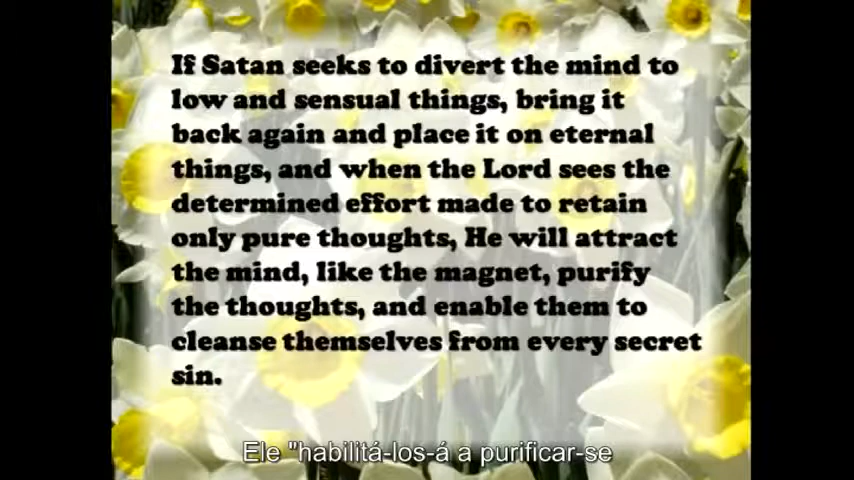 If Satan seeks to divert the mind to
low and sensual things, bring it
back again and place it on eternal
things, and when the Lord sees the
determined effort made to retain
only pure thoughts, He will attract
the mind, like the magnet, purify
the thoughts, and enable them to
cleanse themselves from every secret
sin.
Ele "habilitá-los-á a purificar-se